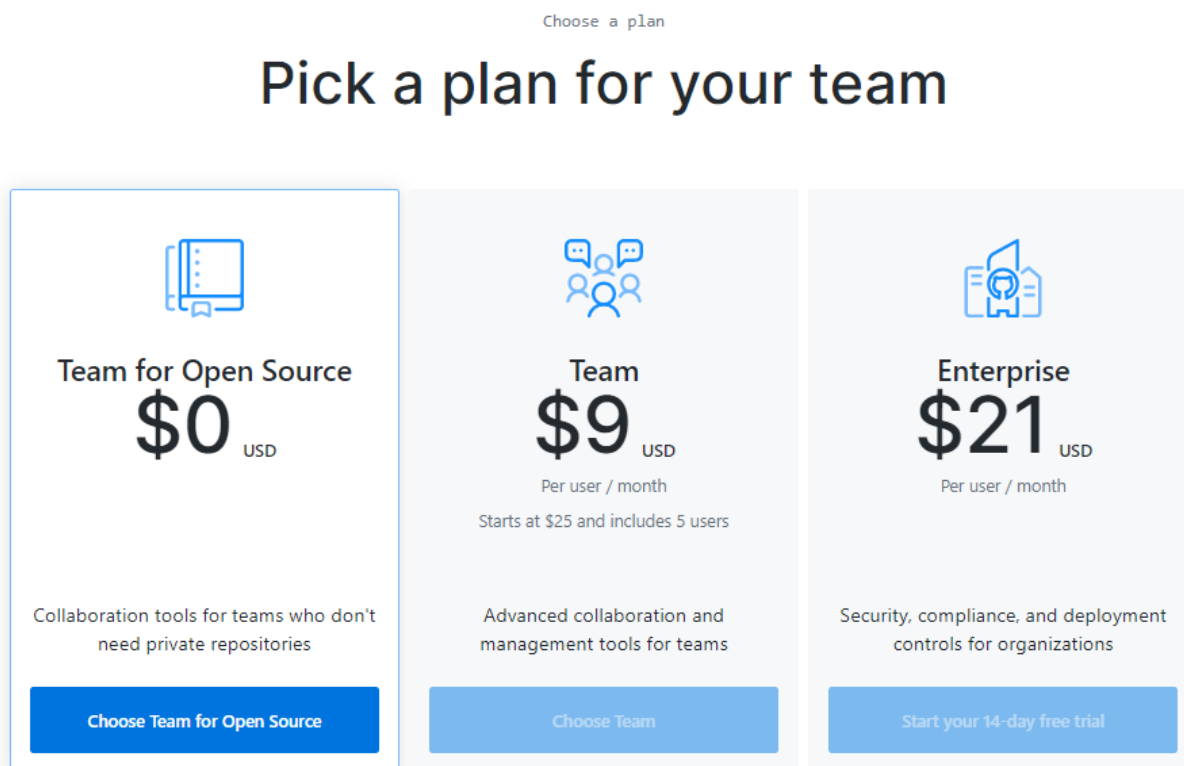 Choose a plan
Pick a plan for your team
Team for Open Source
$0 USD
Collaboration tools for teams who don't
need private repositories
Choose Team for Open Source
Team
$9 USD
Per user / month
Starts at $25 and includes 5 users
Advanced collaboration and
management tools for teams
Choose Team
Enterprise
$21 USD
Per user / month
Security, compliance, and deployment
controls for organizations
Start your 14-day free trial